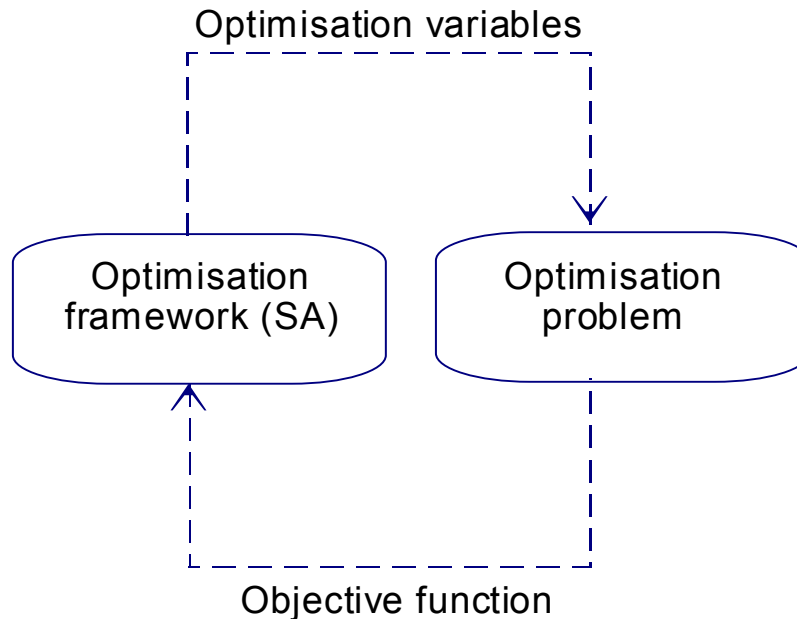 Optimisation variables
Optimisation
framework (SA)
Optimisation
problem
Objective function